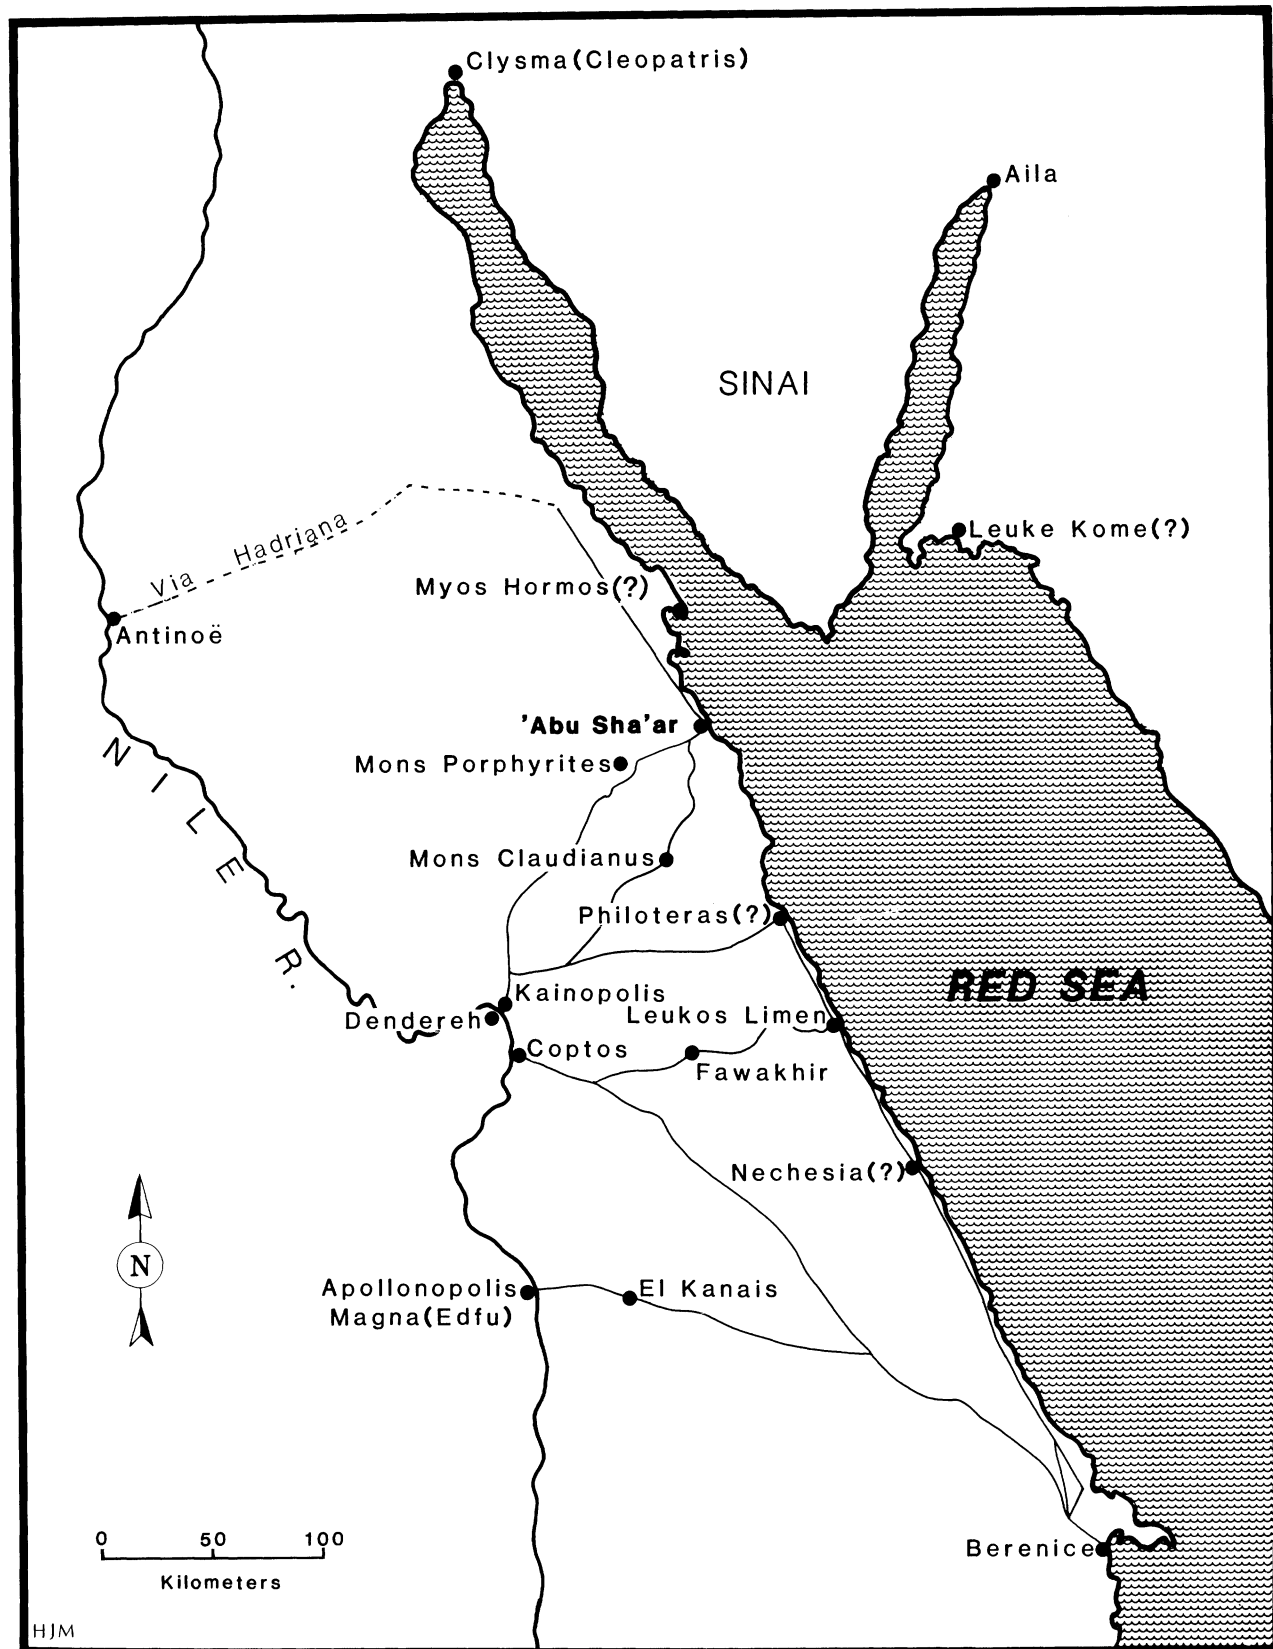 Clysma(Cleopatris)
Aila
SINAI
Via Hadriana
Leuke Kome(?)
Myos Hormos(?)
Antinoë
'Abu Sha'ar
NILE R.
Mons Porphyrites
Mons Claudianus
Philoteras(?)
RED SEA
Kainopolis
Dendereh
Leukos Limen
Coptos
Fawakhir
Nechesia(?)
N
Apollonopolis
Magna(Edfu)
El Kanais
0 50 100
Kilometers
Berenice
HJM